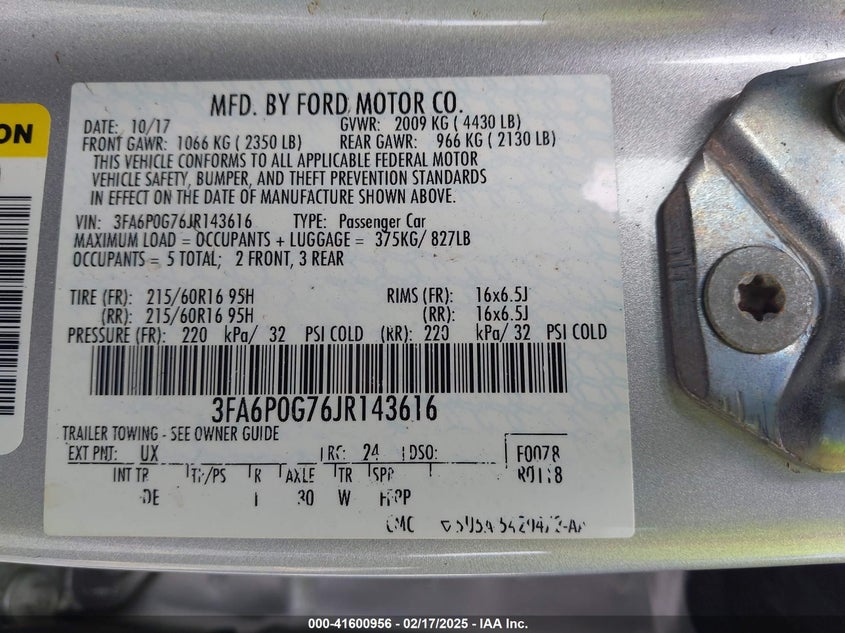 ON
MFD. BY FORD MOTOR CO.
DATE: 10/17 GVWR: 2009 KG ( 4430 LB)
FRONT GAWR: 1066 KG ( 2350 LB) REAR GAWR: 966 KG ( 2130 LB)
THIS VEHICLE CONFORMS TO ALL APPLICABLE FEDERAL MOTOR
VEHICLE SAFETY, BUMPER, AND THEFT PREVENTION STANDARDS
IN EFFECT ON THE DATE OF MANUFACTURE SHOWN ABOVE.
VIN: 3FA6P0G76JR143616 TYPE: Passenger Car
MAXIMUM LOAD = OCCUPANTS + LUGGAGE = 375KG/ 827LB
OCCUPANTS = 5 TOTAL; 2 FRONT, 3 REAR
TIRE (FR): 215/60R16 95H RIMS (FR): 16x6.5J
(RR): 215/60R16 95H (RR): 16x6.5J
PRESSURE (FR): 220 kPa/ 32 PSI COLD (RR): 220 kPa/ 32 PSI COLD
3FA6P0G76JR143616
TRAILER TOWING - SEE OWNER GUIDE
EXT PNT: UX RC: 24 DSO: F0078
INT TR TP/PS R AXLE TR SPR
DE 30 W
CMC
000-41600956 - 02/17/2025 - IAA Inc.